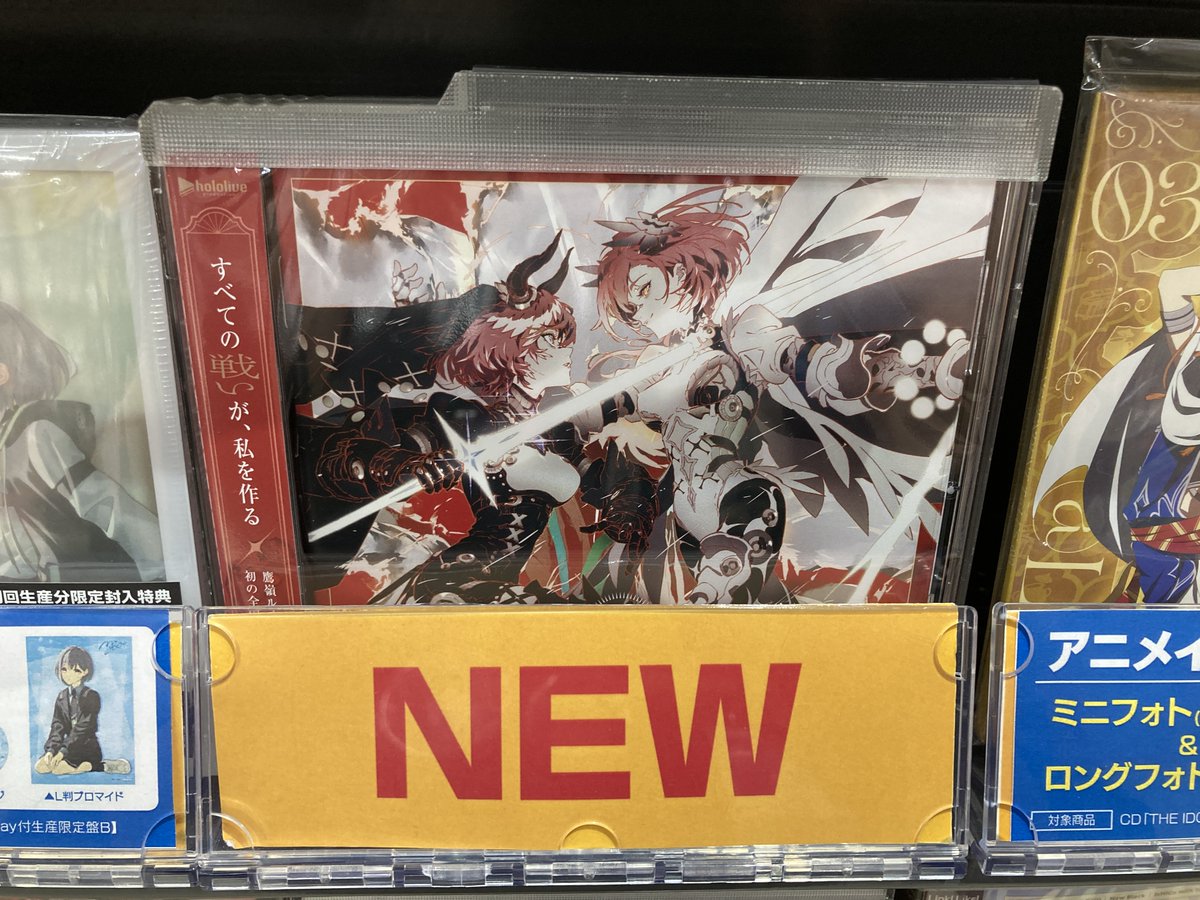 hololive
すべての戦いが、私を作る
鷹嶺ル
初の全
03
回生産分限定封入特典
▲L判ブロマイド
ay付生産限定盤B】
NEW
アニメイ
ミニフォト(
&
ロングフォト
対象商品 CD「THE IDO